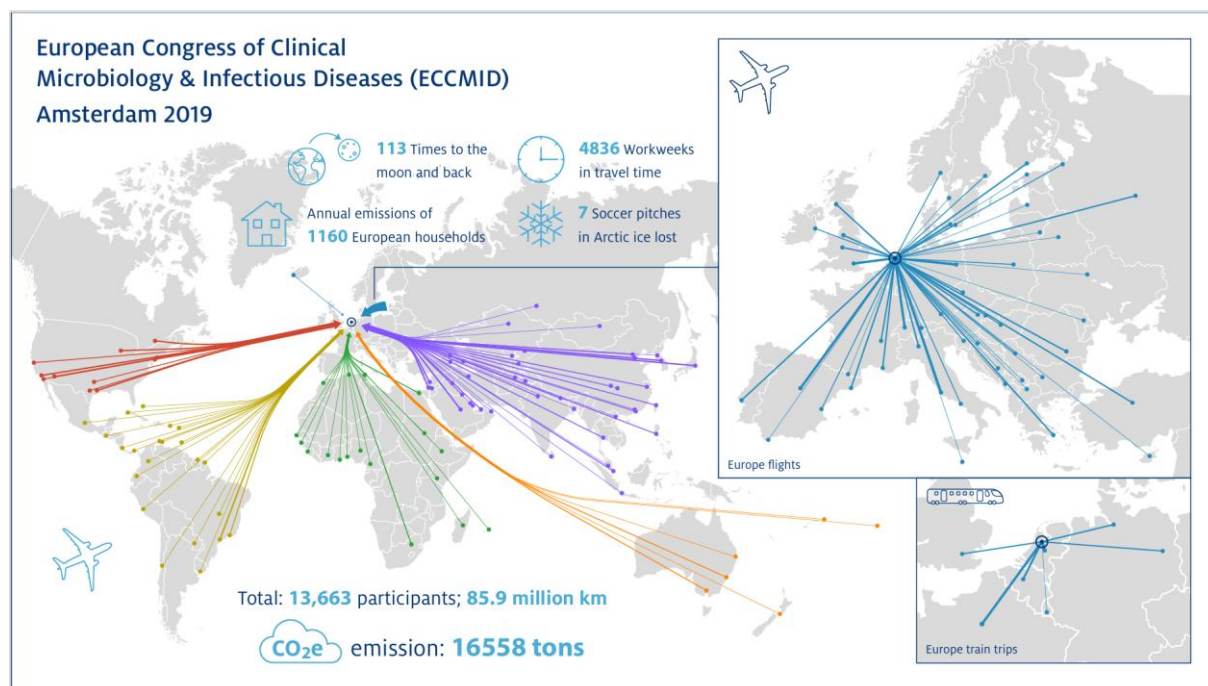 European Congress of Clinical
Microbiology & Infectious Diseases (ECCMID)
Amsterdam 2019
113 Times to the
moon and back
4836 Workweeks
in travel time
Annual emissions of
1160 European households
7 Soccer pitches
in Arctic ice lost
Europe flights
Europe train trips
Total: 13,663 participants; 85.9 million km
CO₂e emission: 16558 tons